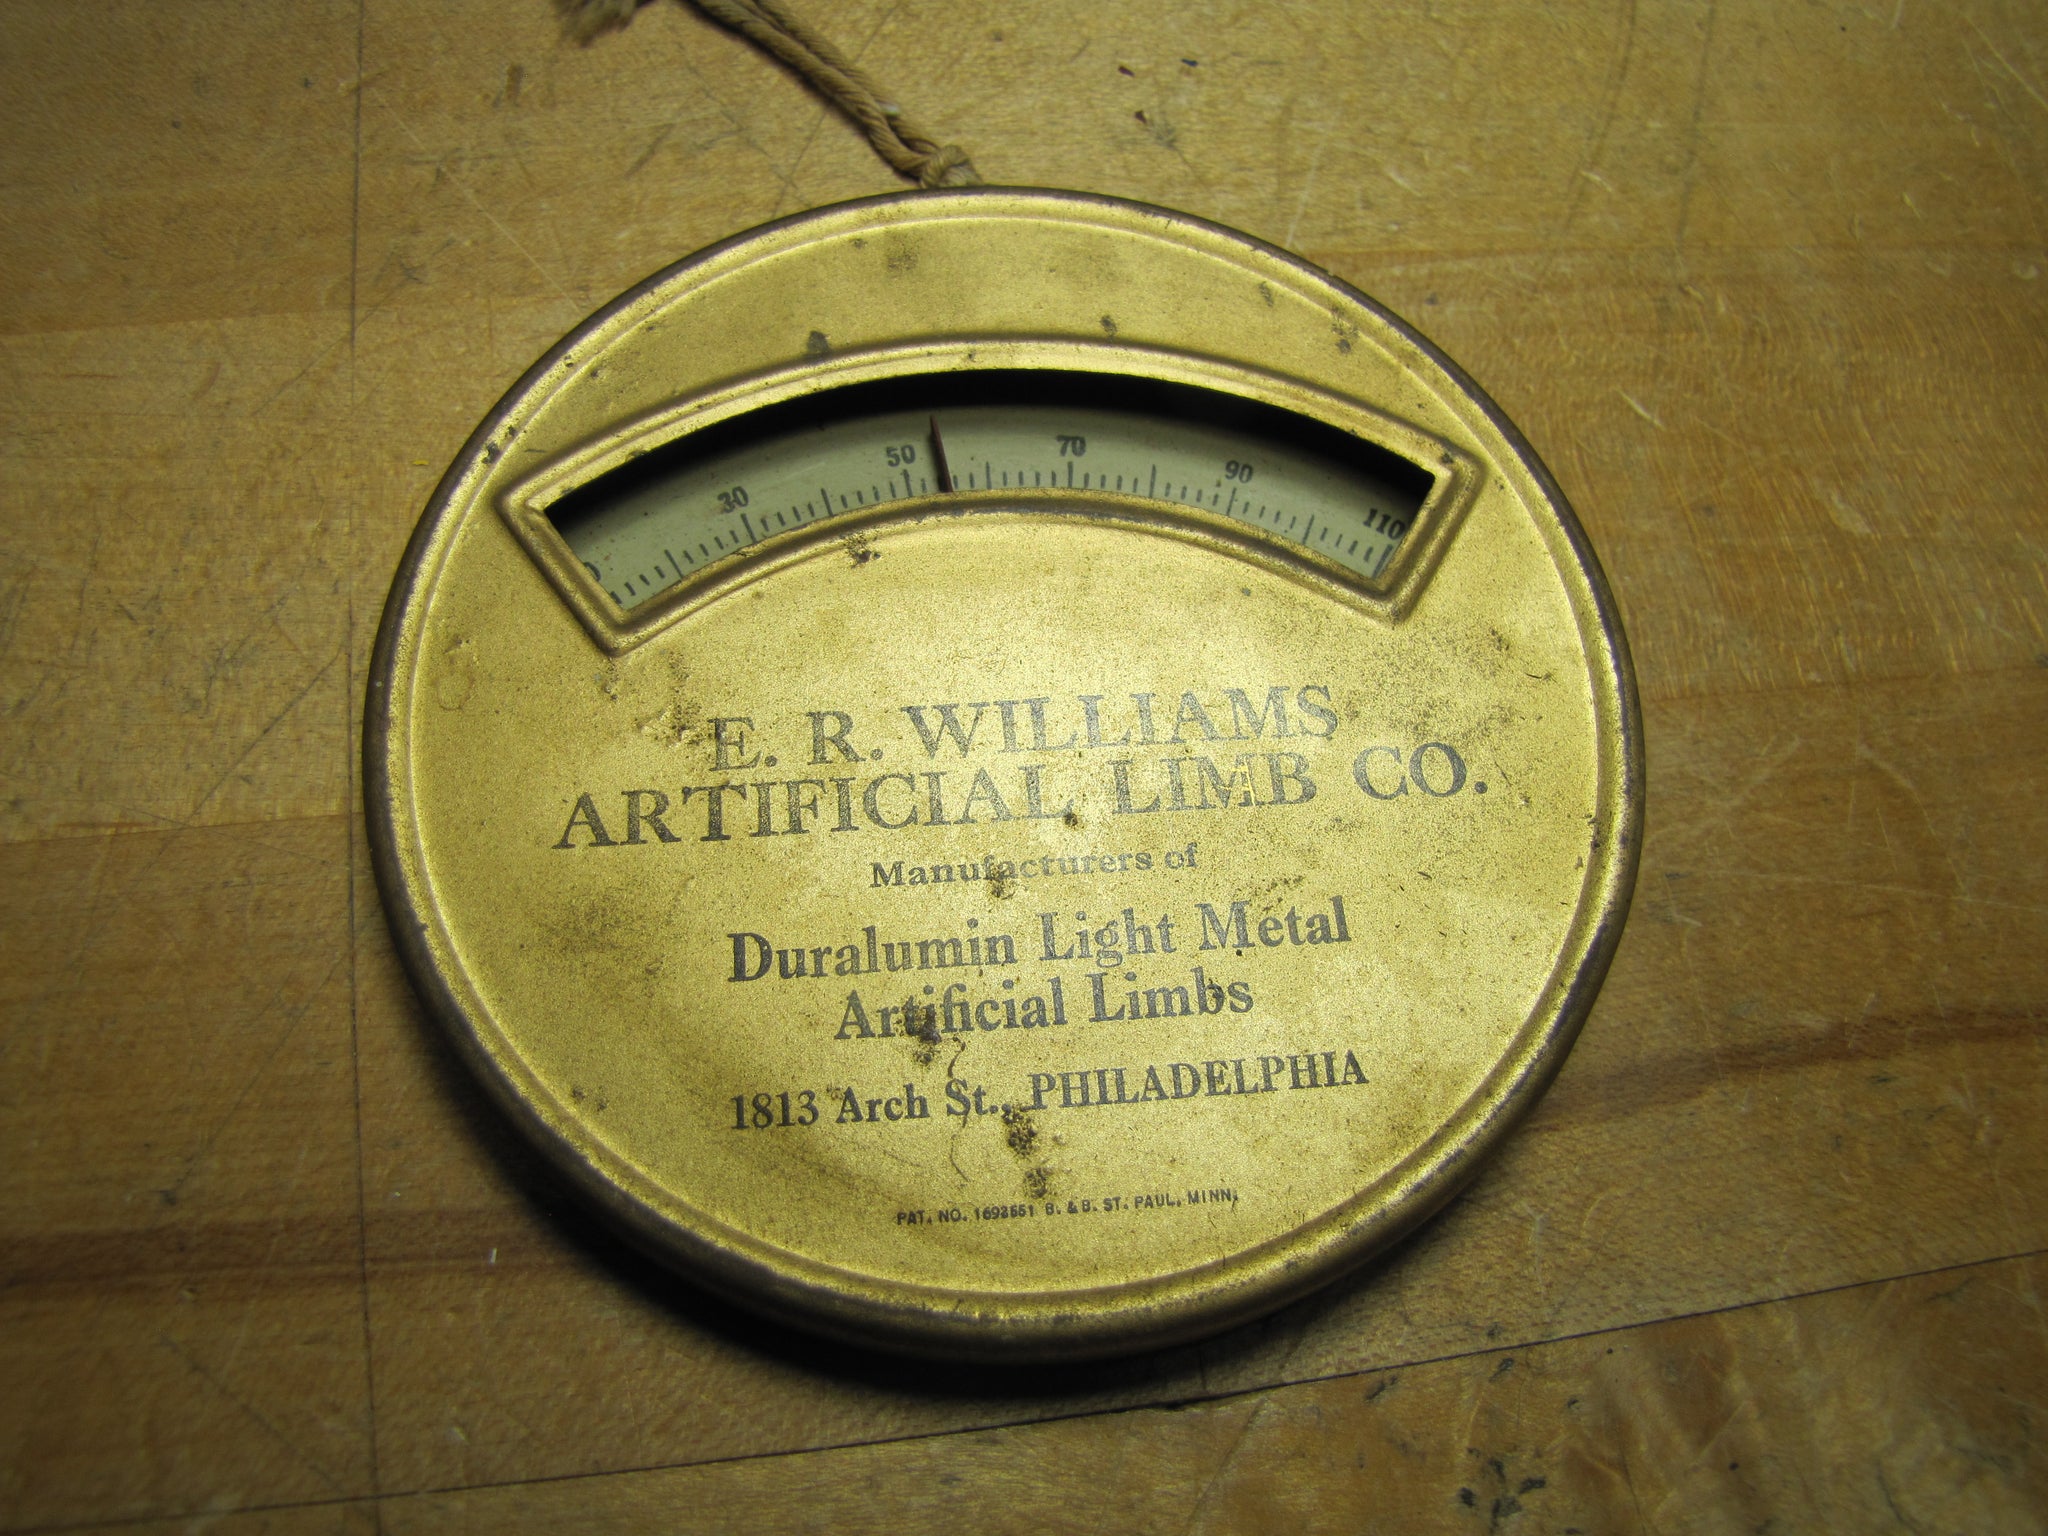 30 50 70 90 110
E. R. WILLIAMS
ARTIFICIAL LIMB CO.
Manufacturers of
Duralumin Light Metal
Artificial Limbs
1813 Arch St., PHILADELPHIA
PAT. NO. B. & B. ST. PAUL, MINN.